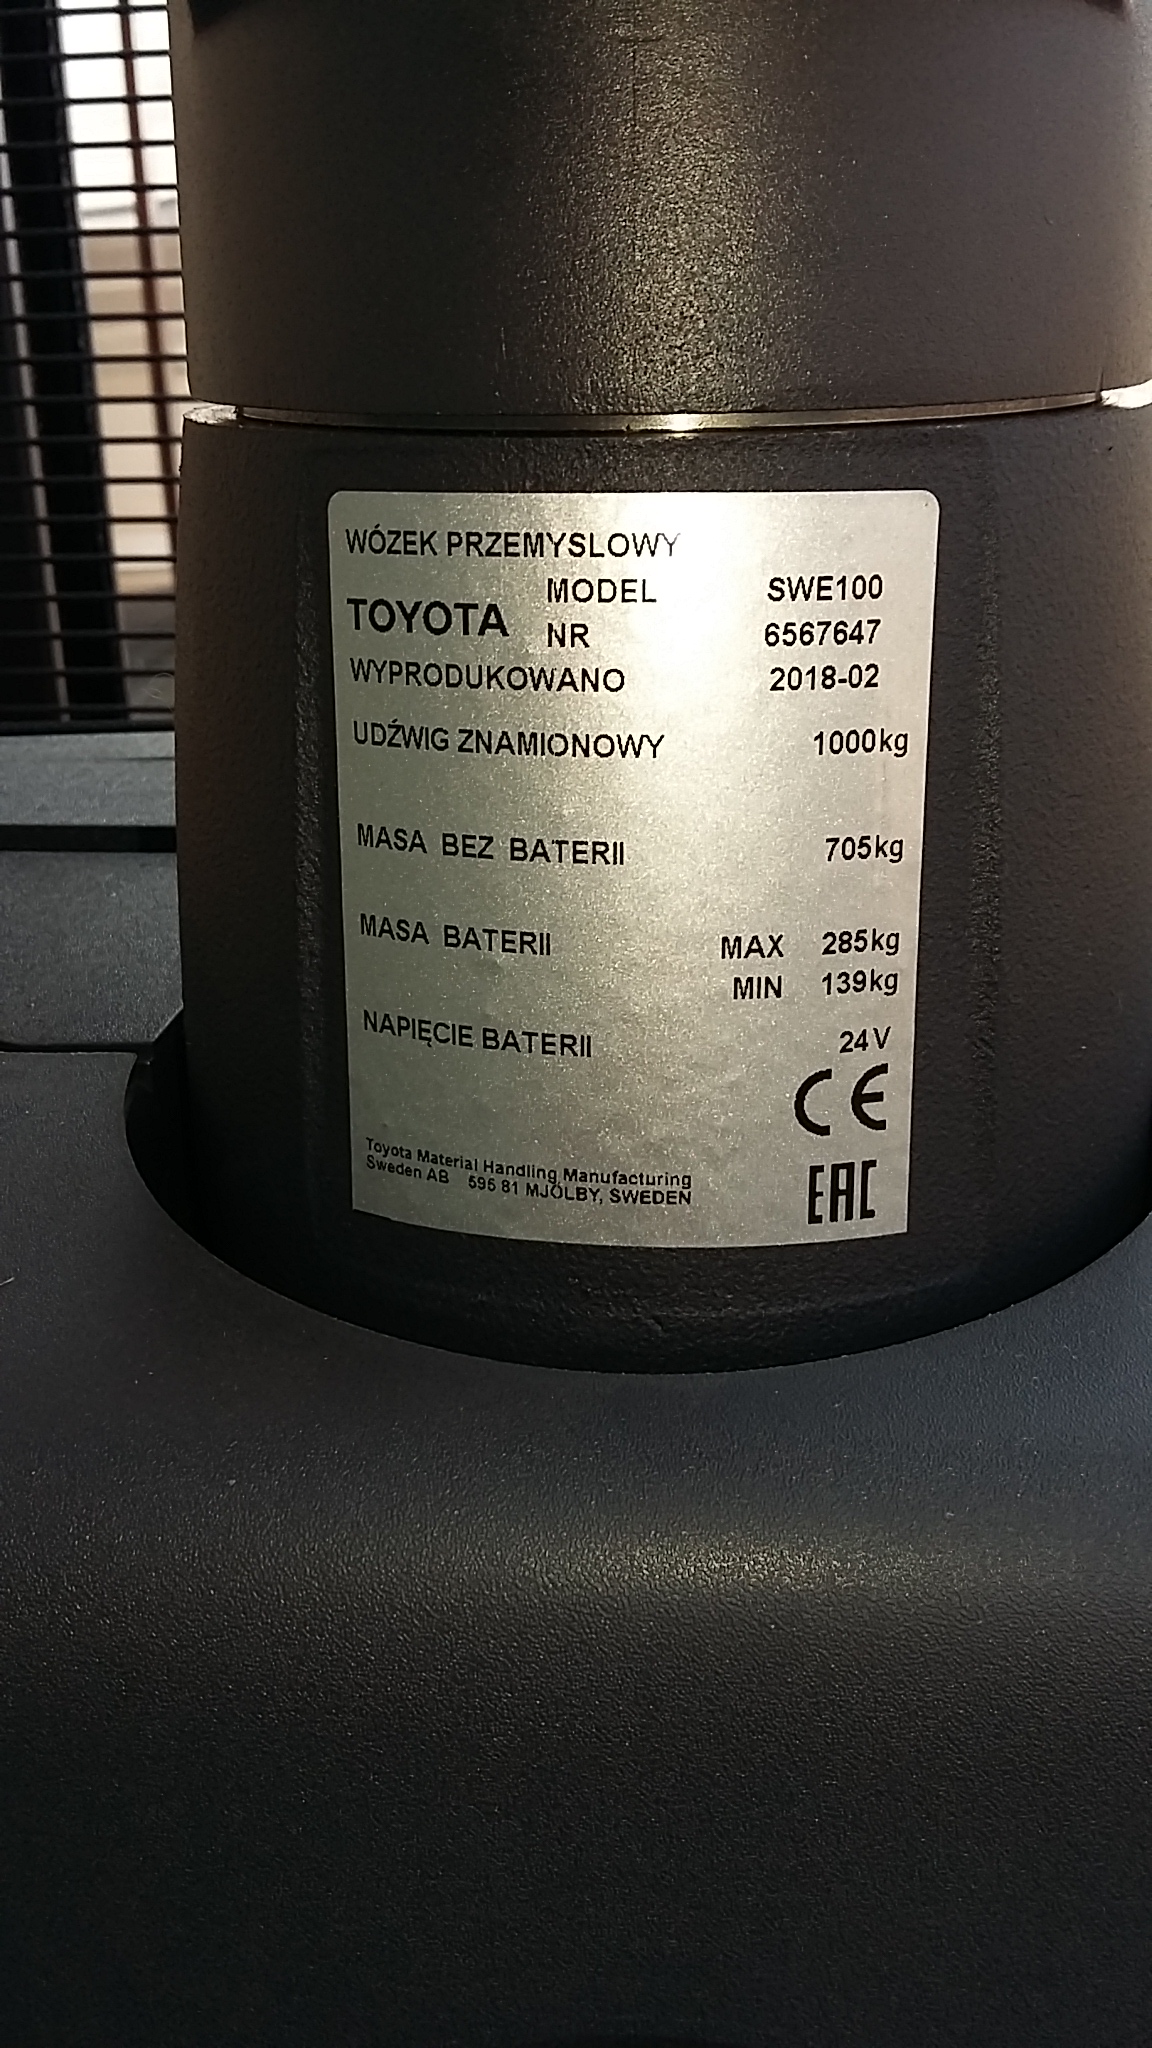 WÓZEK PRZEMYSLOWY
MODEL SWE100
TOYOTA NR 6567647
WYPRODUKOWANO 2018-02
UDŹWIG ZNAMIONOWY 1000kg
MASA BEZ BATERII 705kg
MASA BATERII MAX 285kg
MIN 139kg
NAPIĘCIE BATERII 24V
CE
Toyota Material Handling Manufacturing
Sweden AB 595 81 MJÖLBY, SWEDEN
EAC